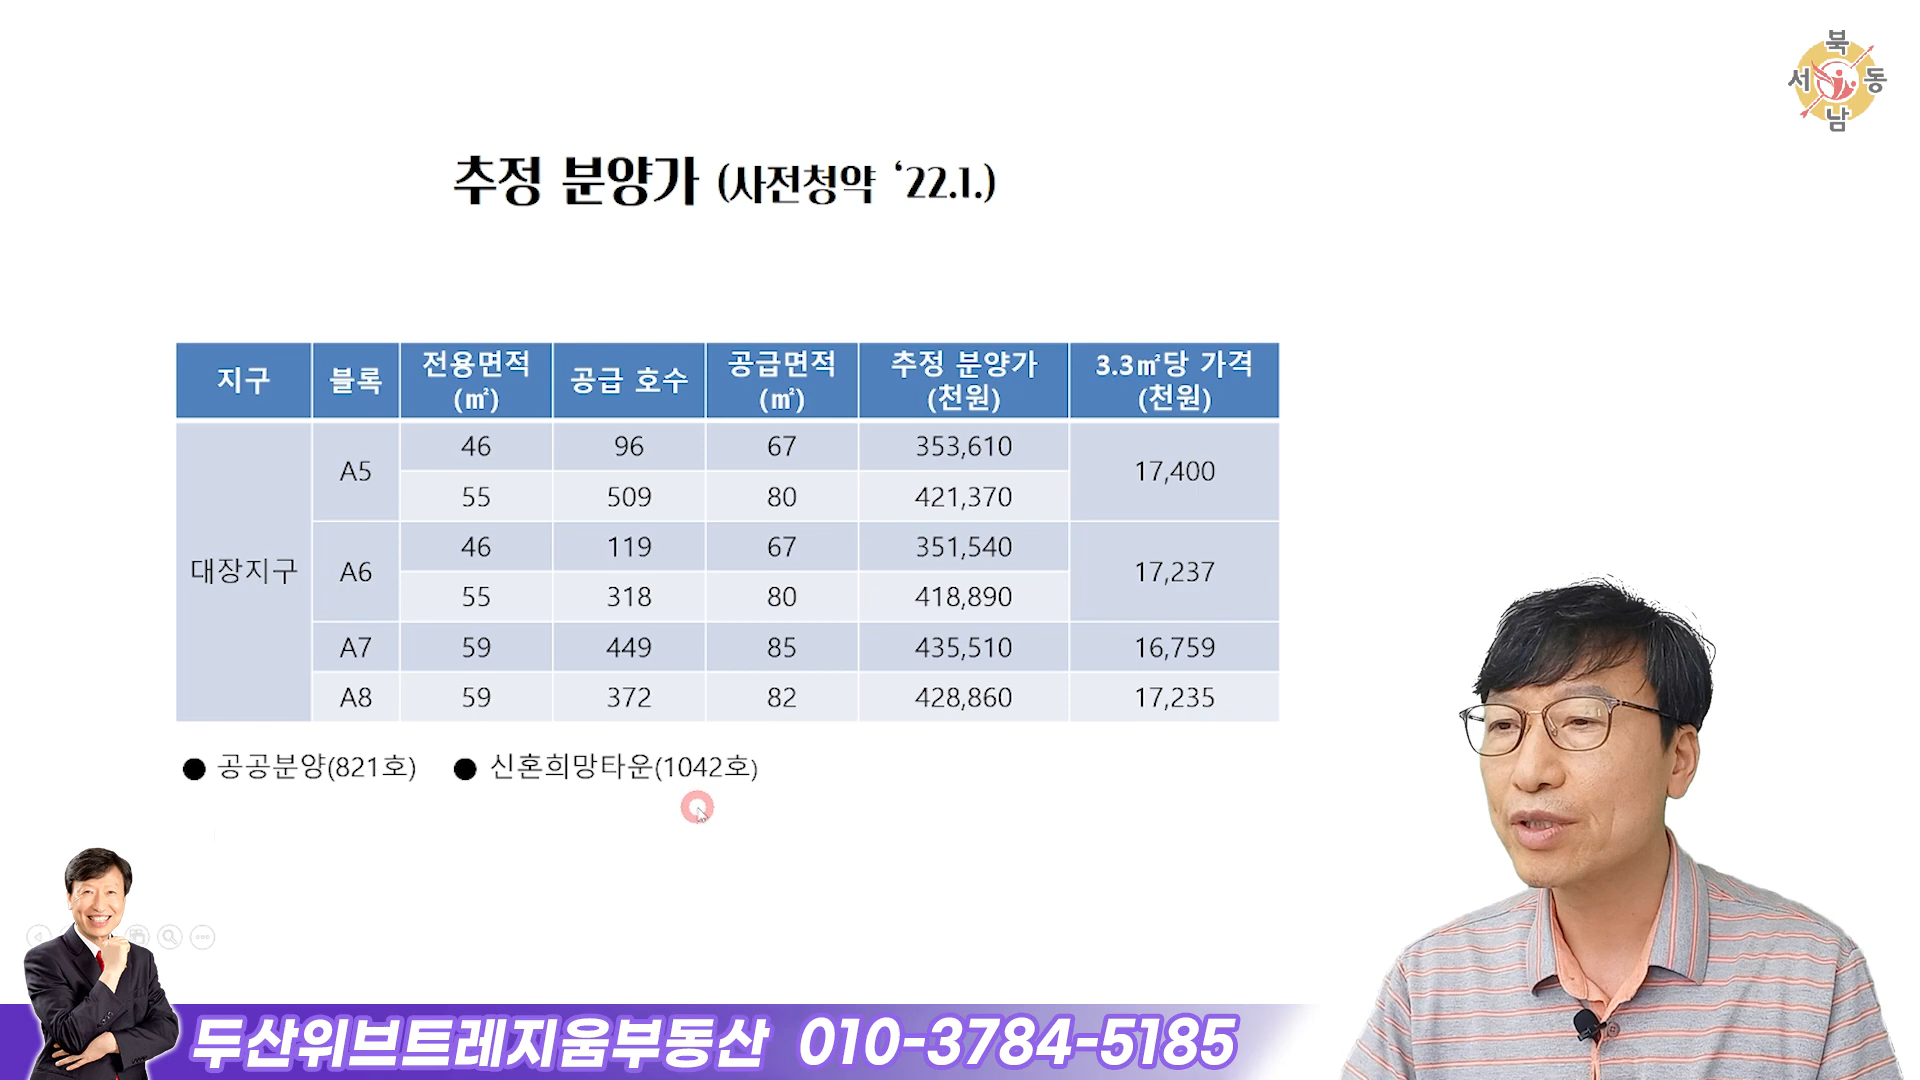 북
서 동
남
추정 분양가 (사전청약 ‘22.1.)
지구 블록 전용면적 (㎡) 공급 호수 공급면적 (㎡) 추정 분양가 (천원) 3.3㎡당 가격 (천원)
대장지구 A5 46 96 67 353,610 17,400
55 509 80 421,370
A6 46 119 67 351,540 17,237
55 318 80 418,890
A7 59 449 85 435,510 16,759
A8 59 372 82 428,860 17,235
● 공공분양(821호) ● 신혼희망타운(1042호)
두산위브트레지움부동산 010-3784-5185